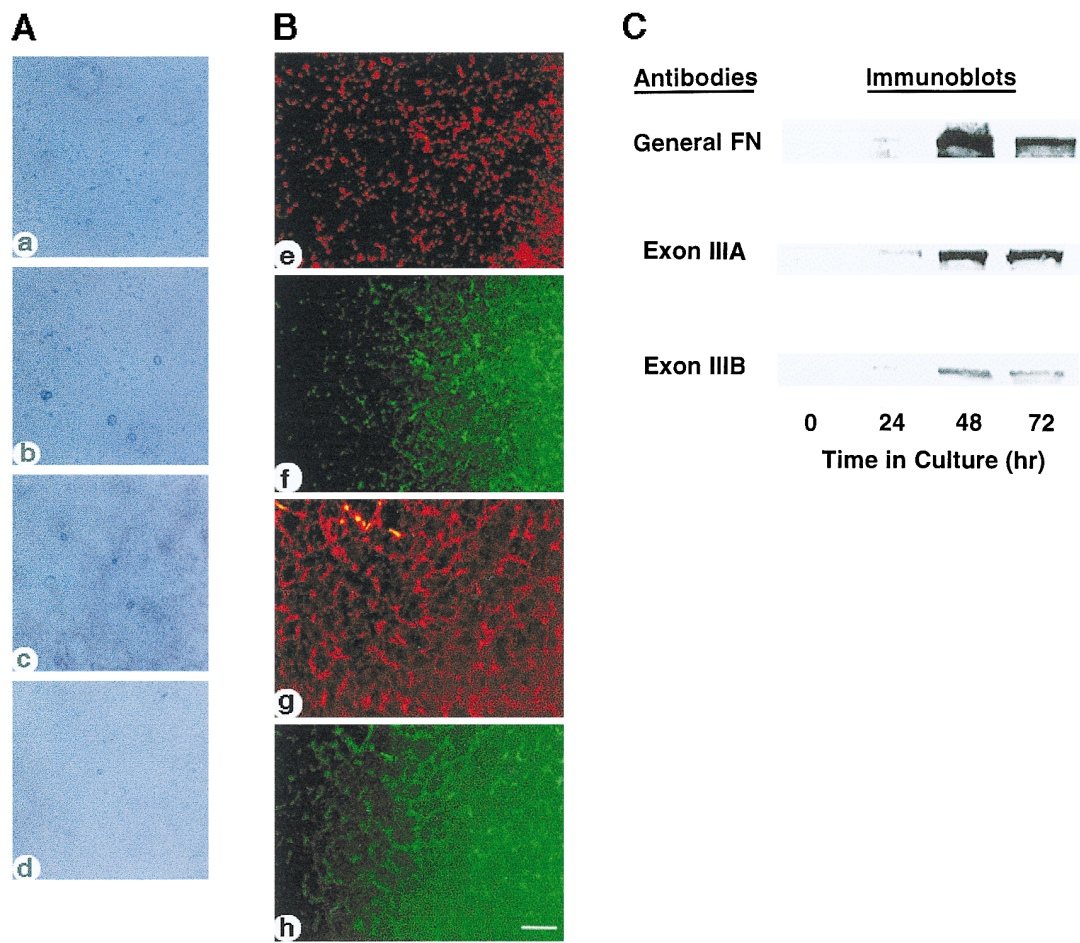 A
B
C
a
b
c
d
e
f
g
h
Antibodies Immunoblots
General FN
Exon IIIA
Exon IIIB
0 24 48 72
Time in Culture (hr)